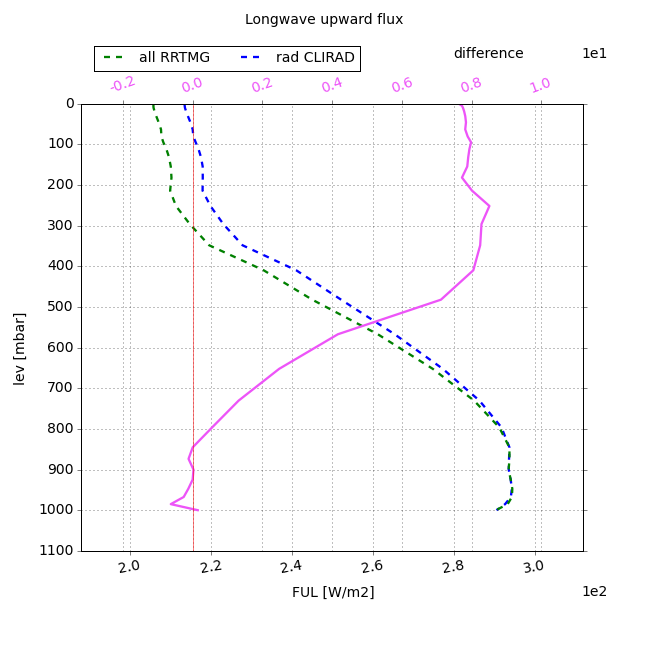 Longwave upward flux
all RRTMG rad CLIRAD difference 1e1
-0.2 0.0 0.2 0.4 0.6 0.8 1.0
0
100
200
300
400
500
600
700
800
900
1000
1100
lev [mbar]
2.0 2.2 2.4 2.6 2.8 3.0
FUL [W/m2] 1e2